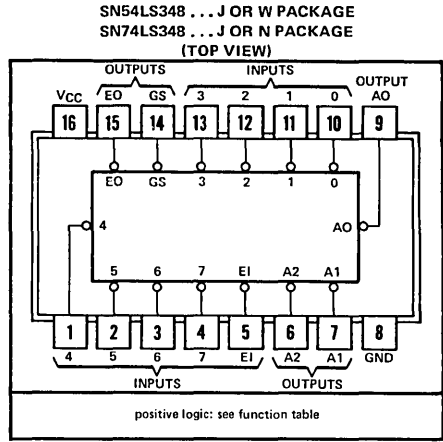 SN54LS348 . . . J OR W PACKAGE
SN74LS348 . . . J OR N PACKAGE
(TOP VIEW)
OUTPUTS INPUTS OUTPUT
VCC EO GS 3 2 1 0 AO
16 15 14 13 12 11 10 9
EO GS 3 2 1 0
4 AO
5 6 7 EI A2 A1
1 2 3 4 5 6 7 8
4 5 6 7 EI A2 A1 GND
INPUTS OUTPUTS
positive logic: see function table